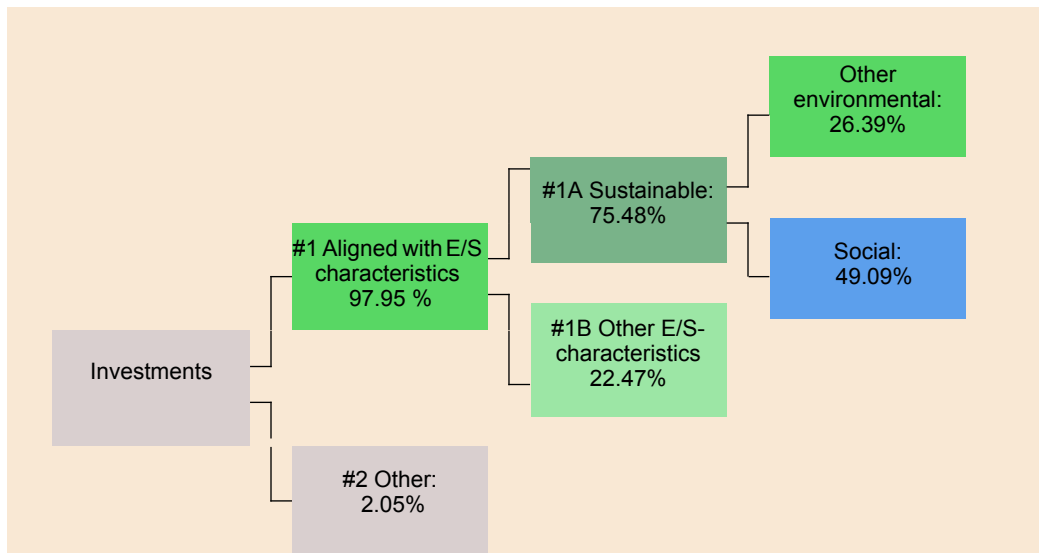 Other
environmental:
26.39%
#1A Sustainable:
75.48%
#1 Aligned with E/S
characteristics
97.95 %
Social:
49.09%
#1B Other E/S-
characteristics
22.47%
Investments
#2 Other:
2.05%